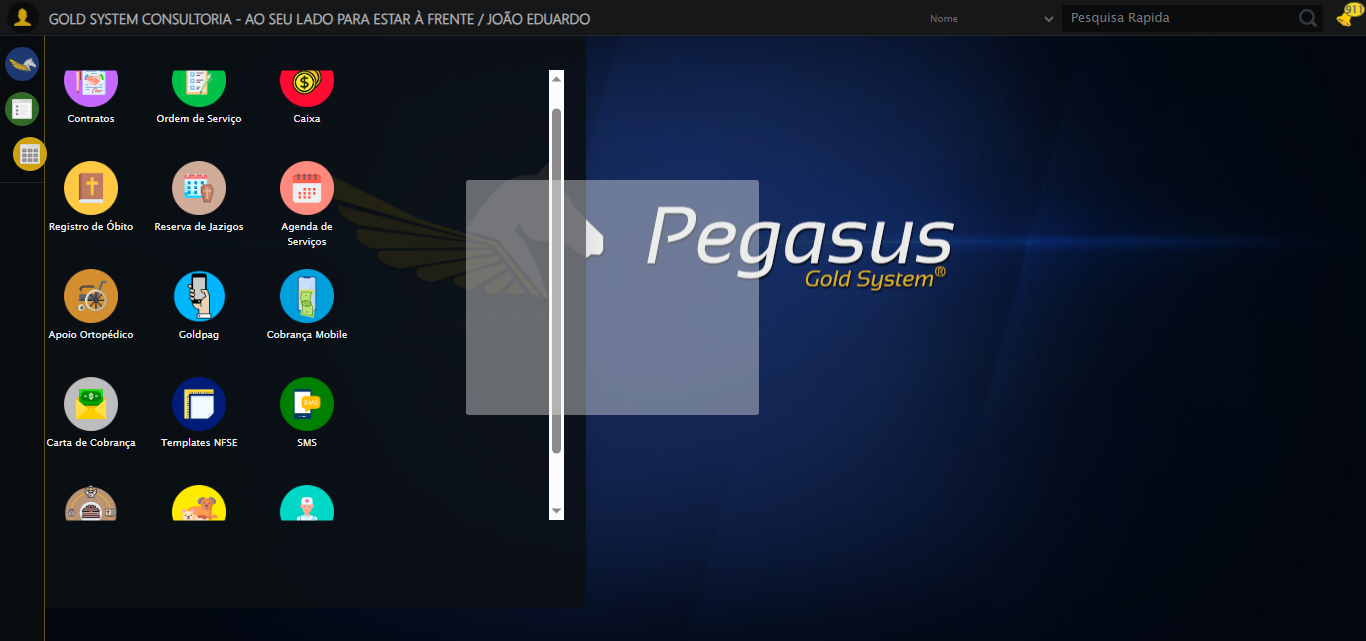 GOLD SYSTEM CONSULTORIA - AO SEU LADO PARA ESTAR À FRENTE / JOÃO EDUARDO
Nome
Pesquisa Rapida
911
Contratos
Ordem de Serviço
Caixa
Registro de Óbito
Reserva de Jazigos
Agenda de
Serviços
Apoio Ortopédico
Goldpag
Cobrança Mobile
Carta de Cobrança
Templates NFSE
SMS
SMS
Pegasus
Gold System®